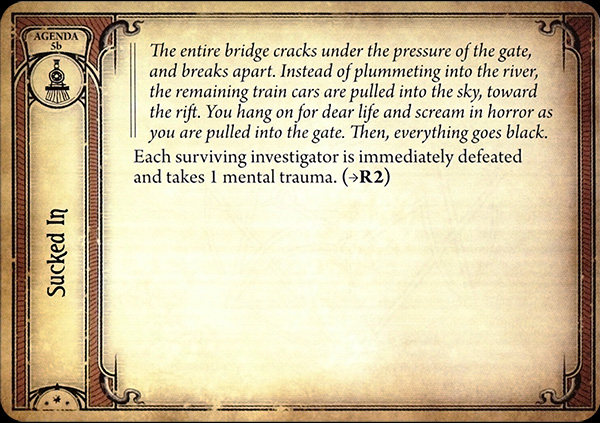 AGENDA
5b
Sucked In
The entire bridge cracks under the pressure of the gate,
and breaks apart. Instead of plummeting into the river,
the remaining train cars are pulled into the sky, toward
the rift. You hang on for dear life and scream in horror as
you are pulled into the gate. Then, everything goes black.
Each surviving investigator is immediately defeated
and takes 1 mental trauma. (→R2)